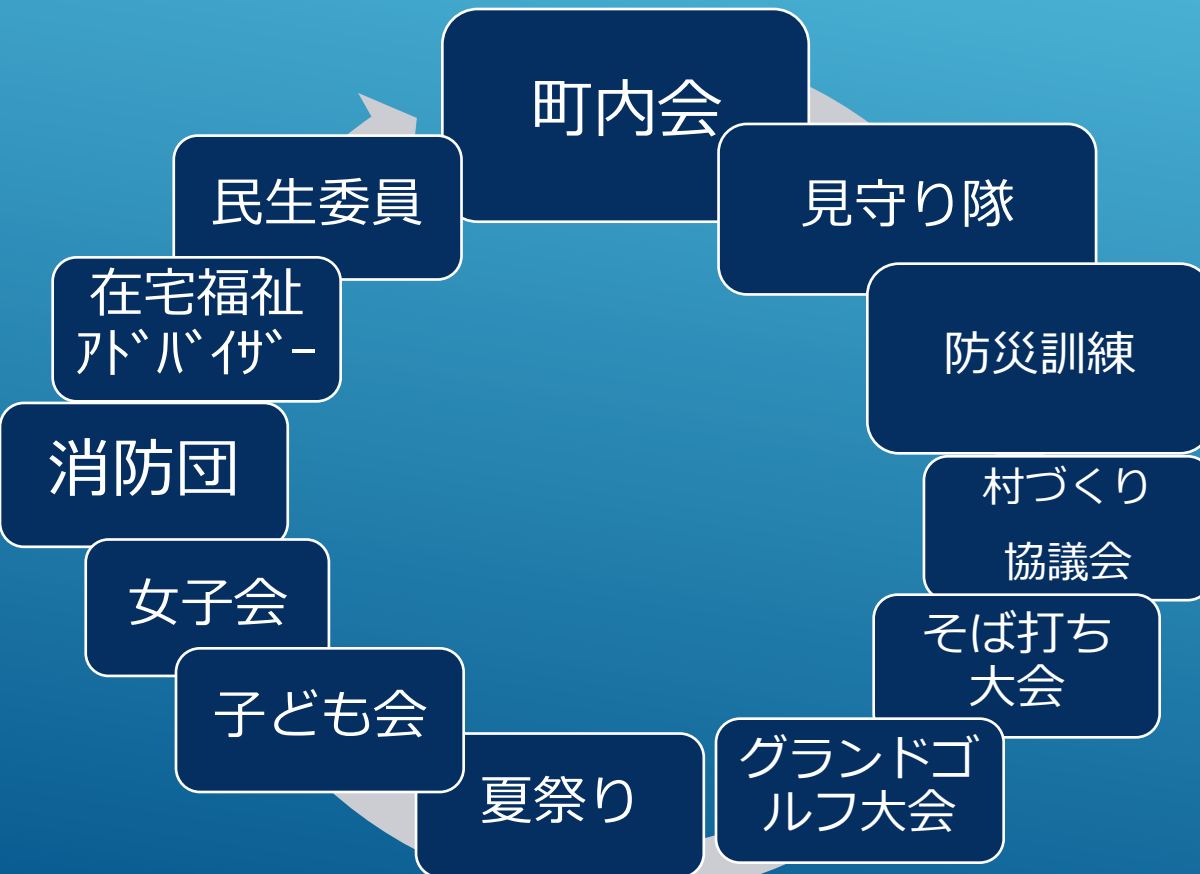 町内会
見守り隊
防災訓練
村づくり
協議会
そば打ち
大会
グランドゴ
ルフ大会
夏祭り
子ども会
女子会
消防団
在宅福祉
ｱﾄﾞﾊﾞｲｻﾞｰ
民生委員